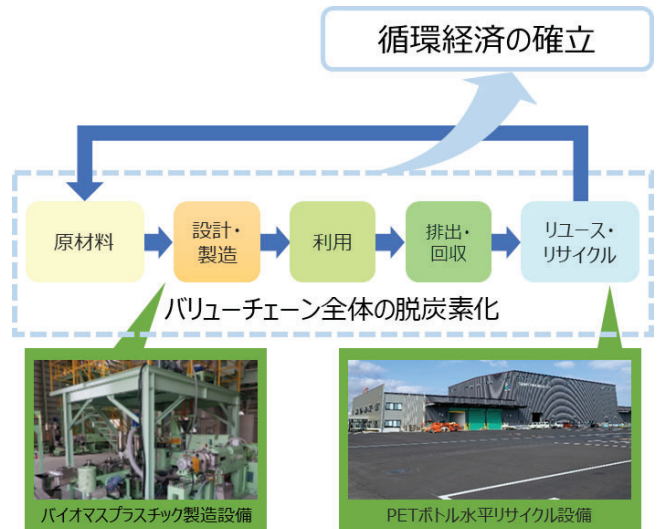 循環経済の確立
原材料
設計・
製造
利用
排出・
回収
リユース・
リサイクル
バリューチェーン全体の脱炭素化
バイオマスプラスチック製造設備
PETボトル水平リサイクル設備